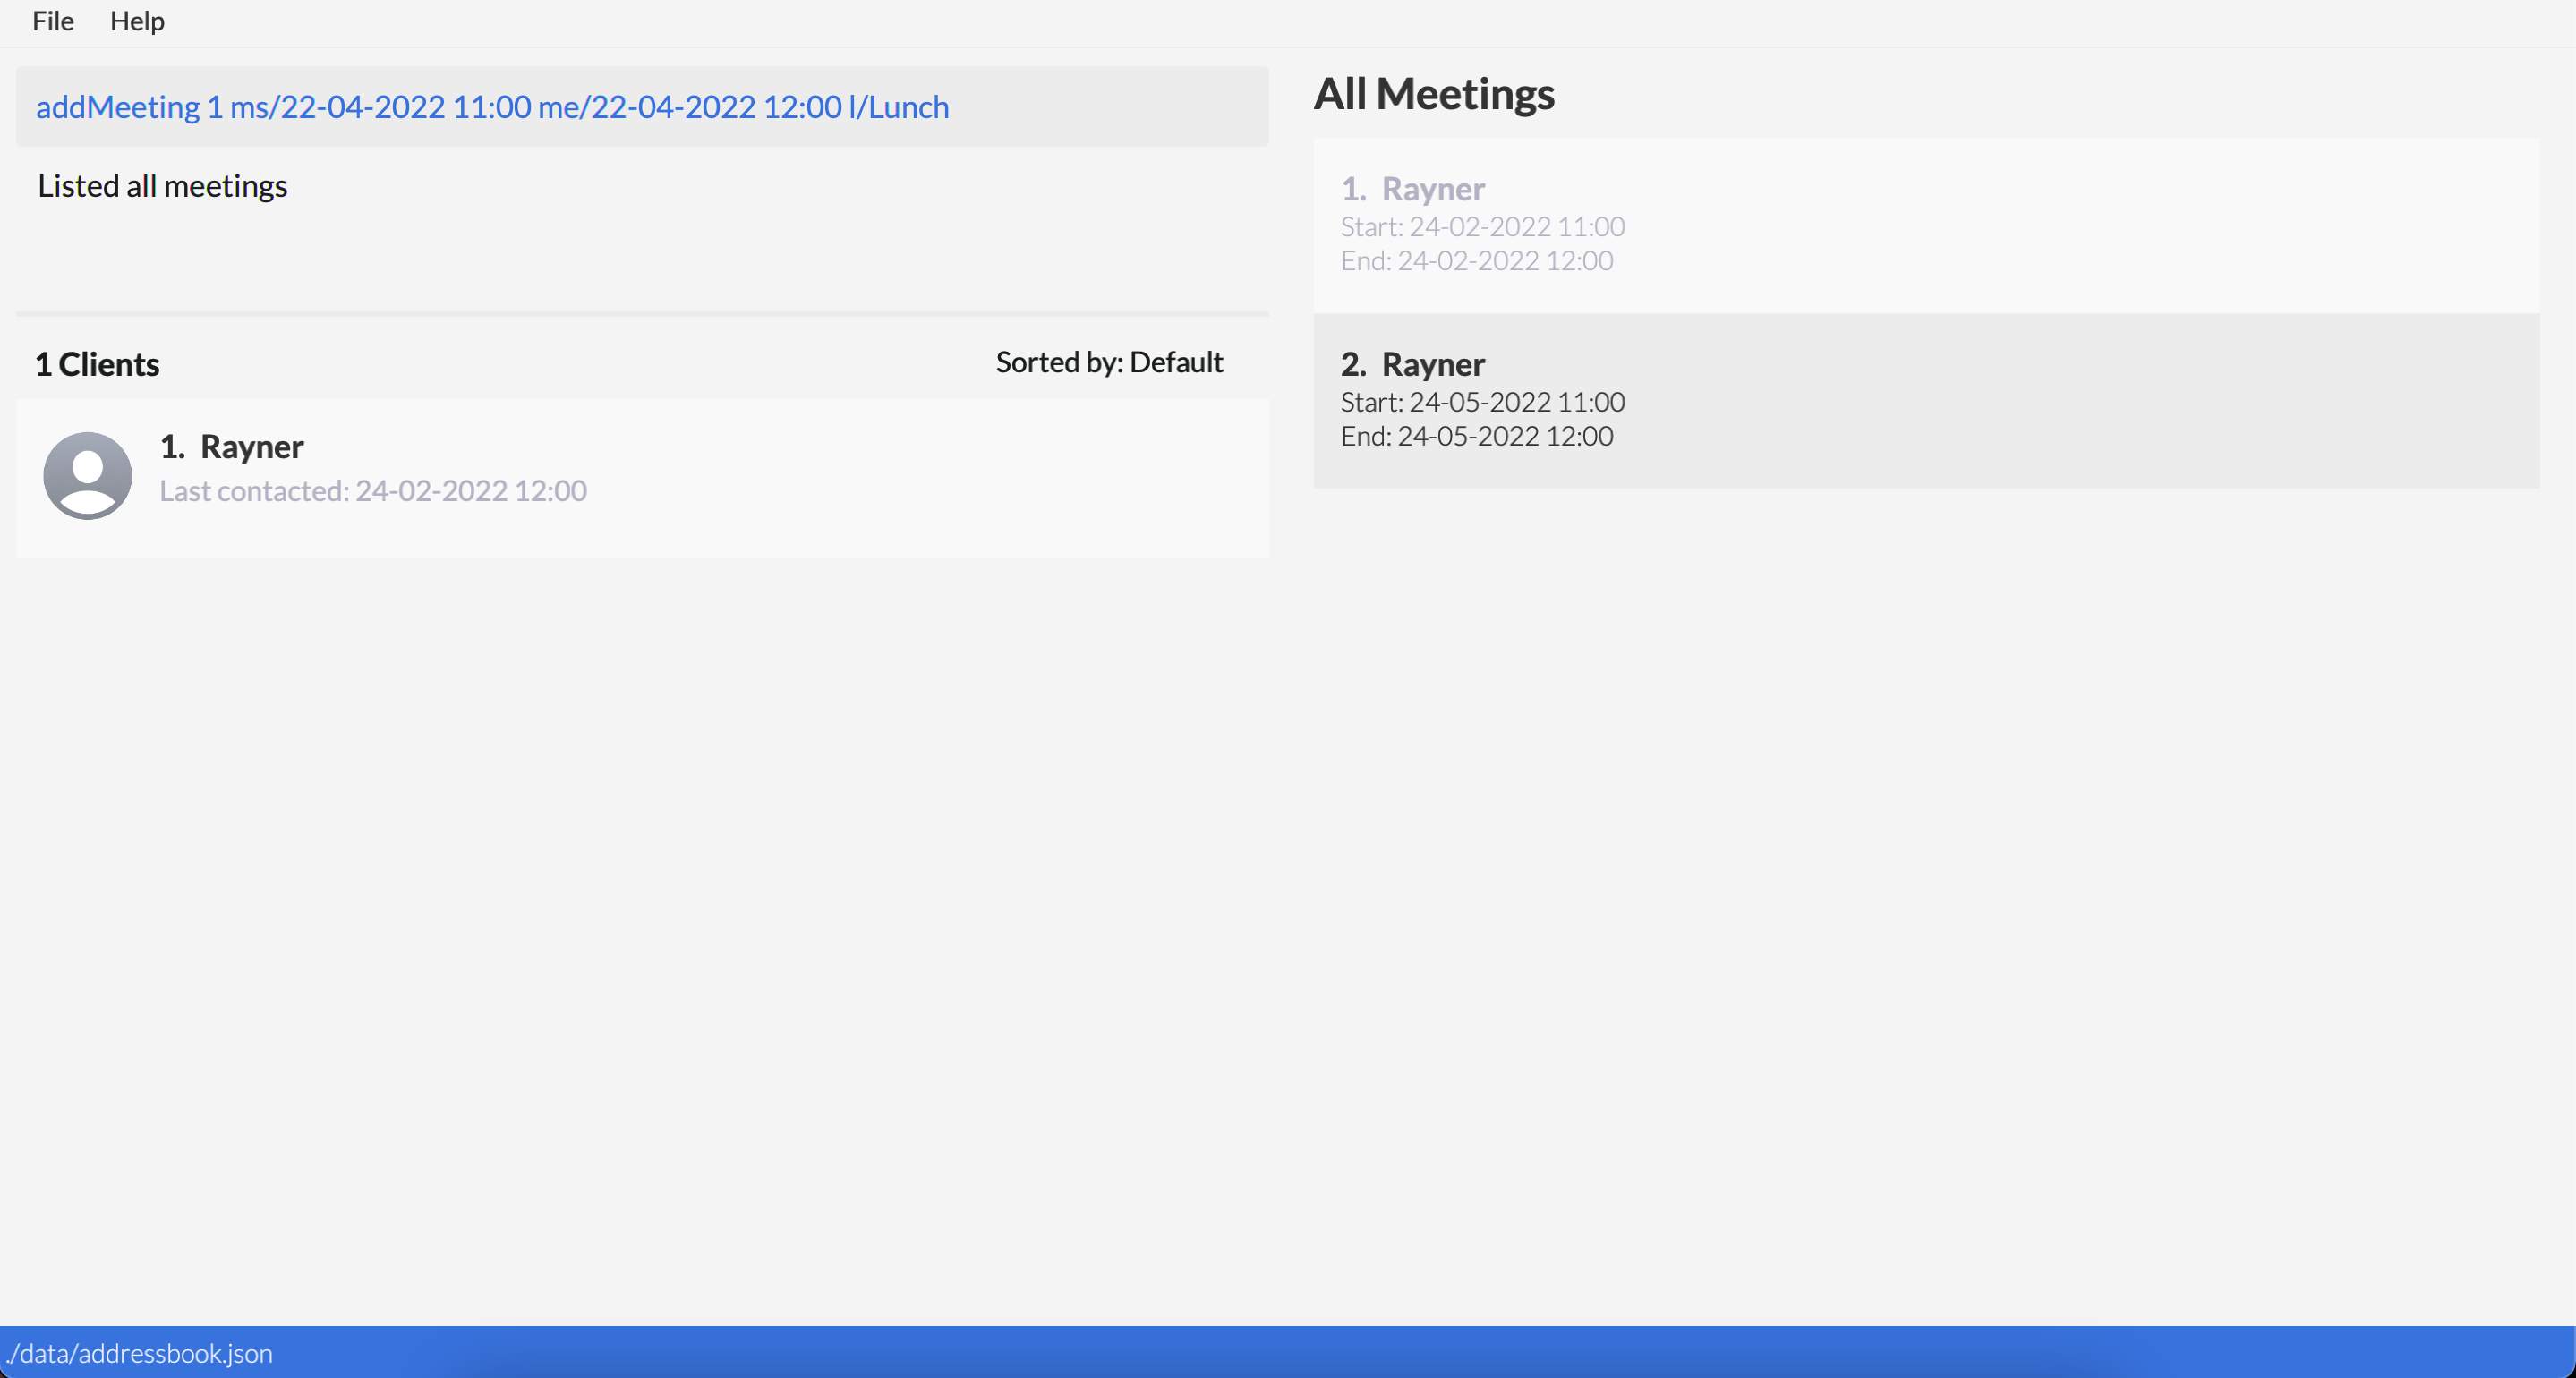 File Help
addMeeting 1 ms/22-04-2022 11:00 me/22-04-2022 12:00 l/Lunch
Listed all meetings
1 Clients
Sorted by: Default
1. Rayner
Last contacted: 24-02-2022 12:00
All Meetings
1. Rayner
Start: 24-02-2022 11:00
End: 24-02-2022 12:00
2. Rayner
Start: 24-05-2022 11:00
End: 24-05-2022 12:00
./data/addressbook.json